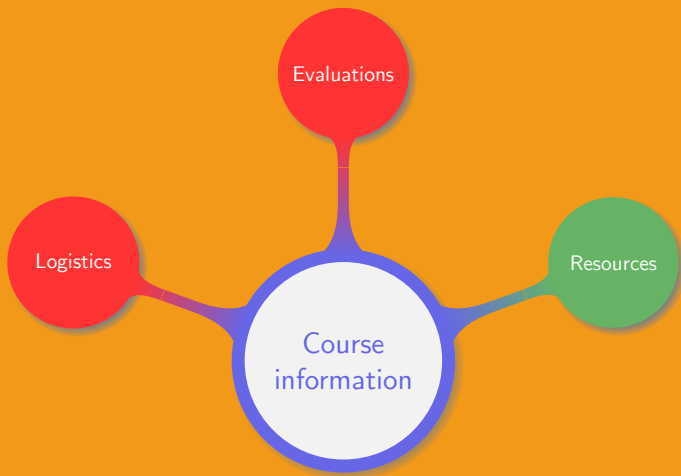 Evaluations
Logistics
Resources
Course
information